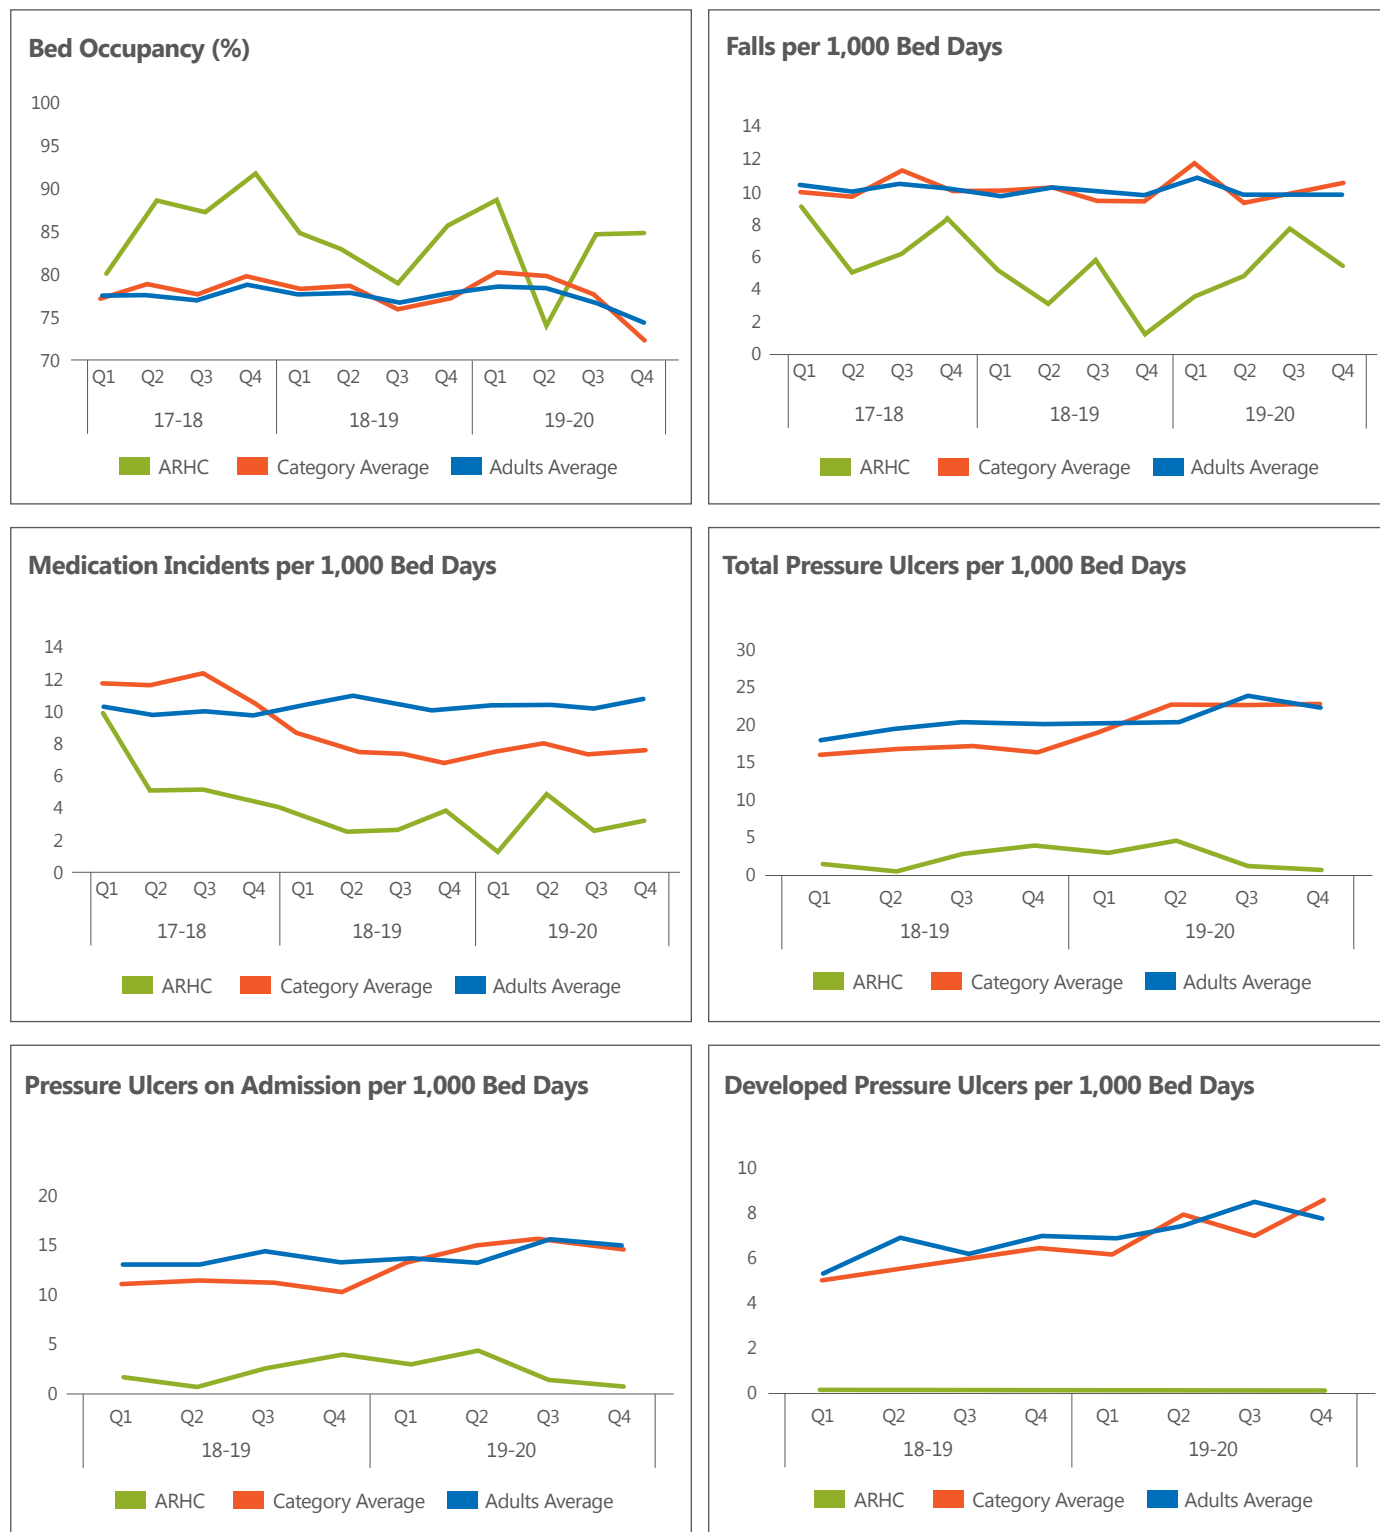 Bed Occupancy (%)
100
95
90
85
80
75
70
Q1 Q2 Q3 Q4 Q1 Q2 Q3 Q4 Q1 Q2 Q3 Q4
17-18 18-19 19-20
ARHC Category Average Adults Average
Falls per 1,000 Bed Days
14
12
10
8
6
4
2
0
Q1 Q2 Q3 Q4 Q1 Q2 Q3 Q4 Q1 Q2 Q3 Q4
17-18 18-19 19-20
ARHC Category Average Adults Average
Medication Incidents per 1,000 Bed Days
14
12
10
8
6
4
2
0
Q1 Q2 Q3 Q4 Q1 Q2 Q3 Q4 Q1 Q2 Q3 Q4
17-18 18-19 19-20
ARHC Category Average Adults Average
Total Pressure Ulcers per 1,000 Bed Days
30
25
20
15
10
5
0
Q1 Q2 Q3 Q4 Q1 Q2 Q3 Q4
18-19 19-20
ARHC Category Average Adults Average
Pressure Ulcers on Admission per 1,000 Bed Days
20
15
10
5
0
Q1 Q2 Q3 Q4 Q1 Q2 Q3 Q4
18-19 19-20
ARHC Category Average Adults Average
Developed Pressure Ulcers per 1,000 Bed Days
10
8
6
4
2
0
Q1 Q2 Q3 Q4 Q1 Q2 Q3 Q4
18-19 19-20
ARHC Category Average Adults Average